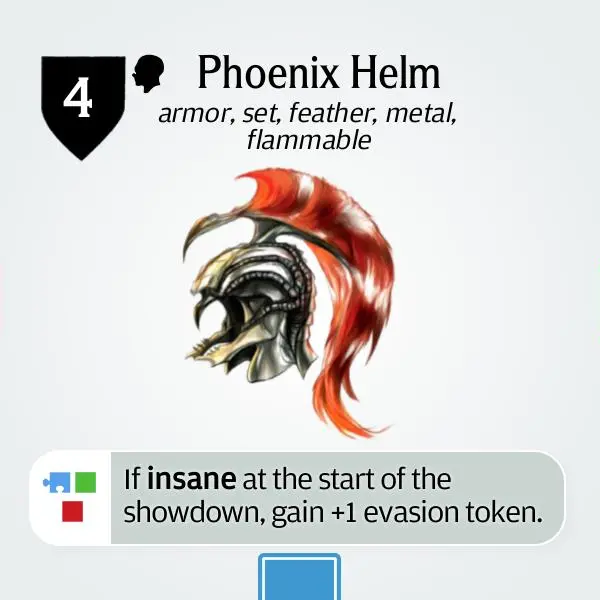 4
Phoenix Helm
armor, set, feather, metal,
flammable
If insane at the start of the
showdown, gain +1 evasion token.